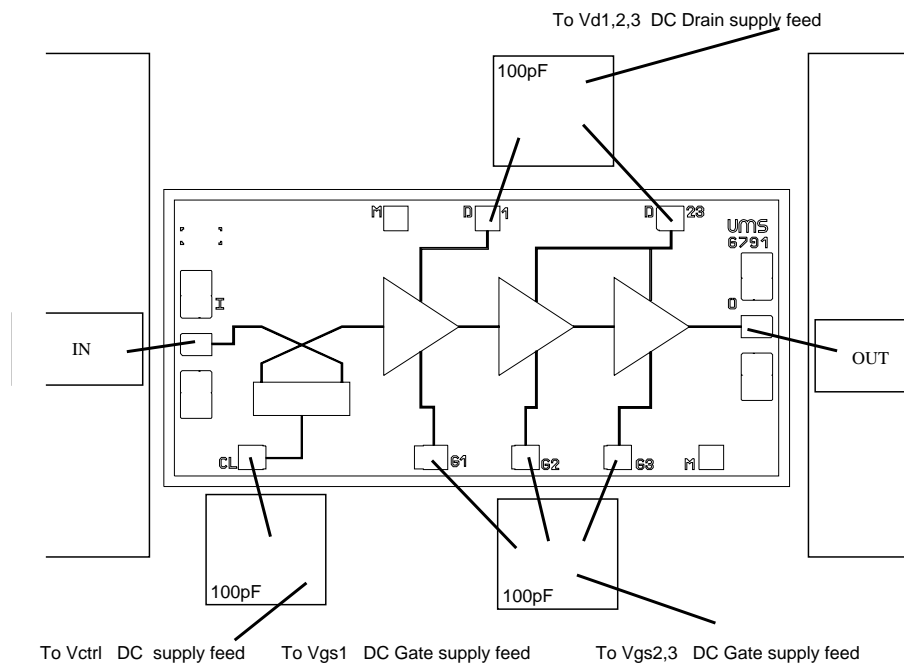 To Vd1,2,3 DC Drain supply feed
100pF
M
D 1
D 23
UMS
6791
I
O
IN
OUT
CL
G1
G2
G3
M
100pF
100pF
To Vctrl DC supply feed
To Vgs1 DC Gate supply feed
To Vgs2,3 DC Gate supply feed